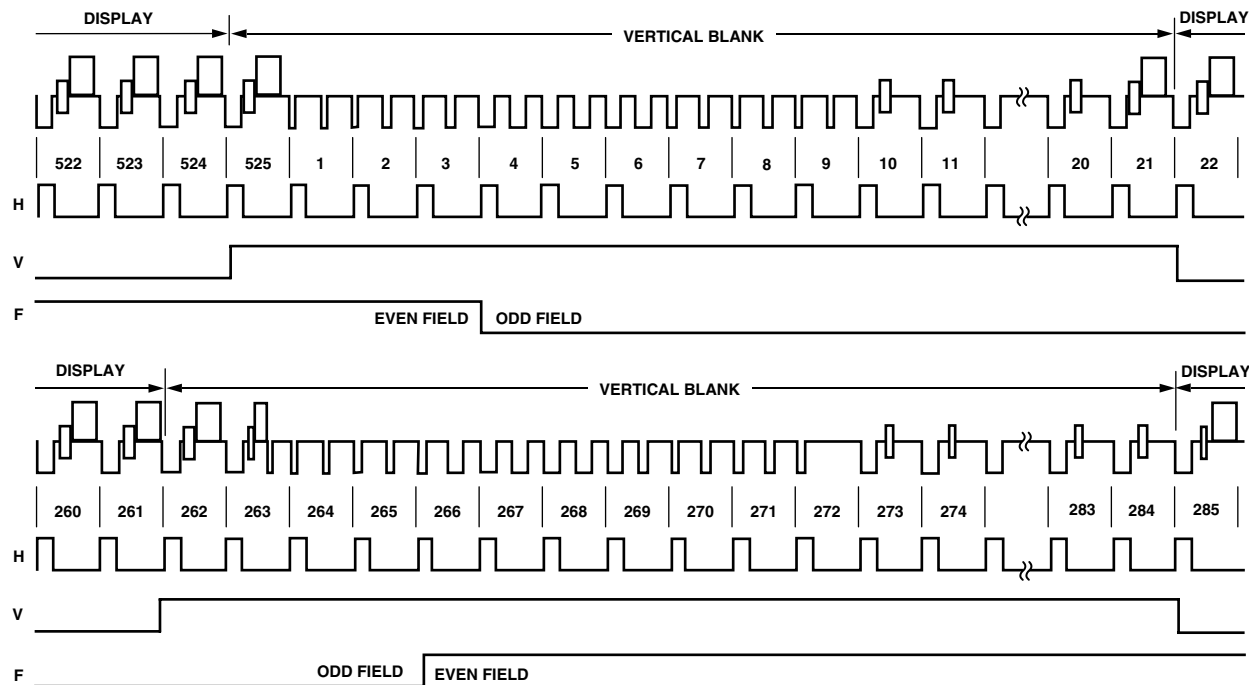 DISPLAY VERTICAL BLANK DISPLAY
522 523 524 525 1 2 3 4 5 6 7 8 9 10 11 20 21 22
H
V
F EVEN FIELD ODD FIELD
DISPLAY VERTICAL BLANK DISPLAY
260 261 262 263 264 265 266 267 268 269 270 271 272 273 274 283 284 285
H
V
F ODD FIELD EVEN FIELD